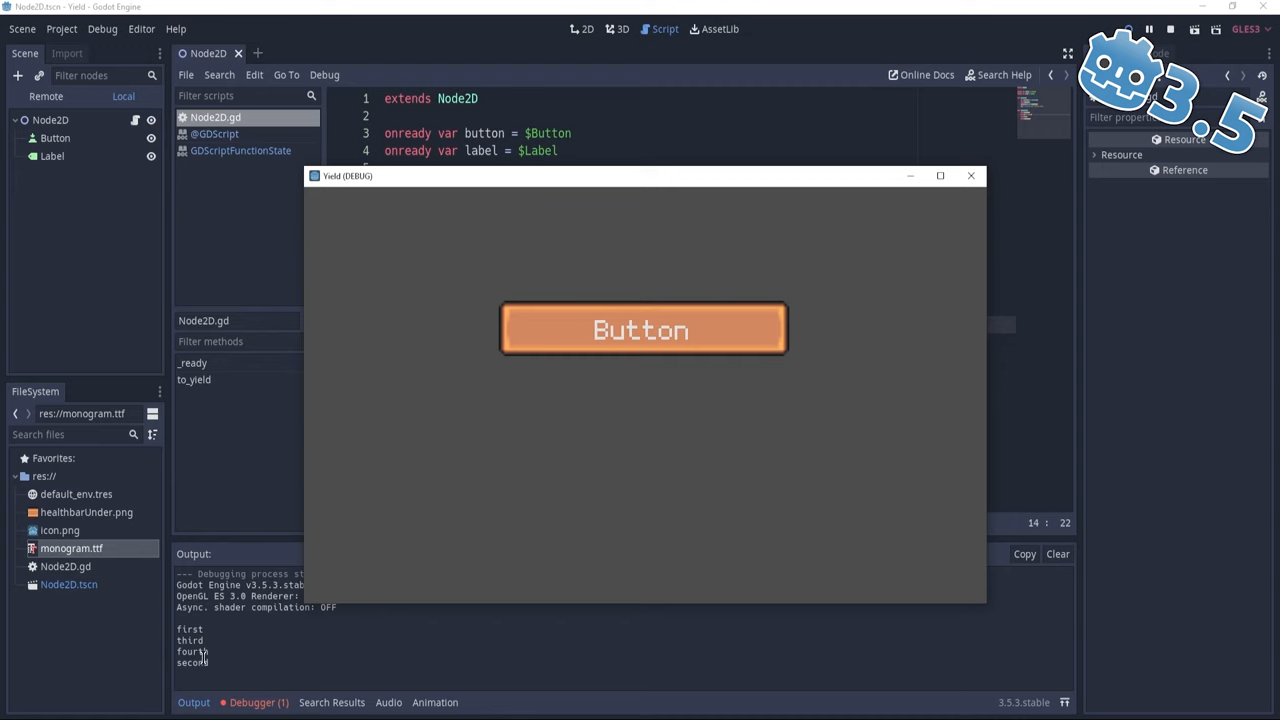 Node2D.tscn - Yield - Godot Engine
Scene Project Debug Editor Help
2D 3D Script AssetLib
GLES3
Scene Import
Node2D
Filter nodes
File Search Edit Go To Debug
Online Docs Search Help
Remote Local
Filter scripts
3.5
Node2D
Button
Label
Node2D.gd
@GDScript
GDScriptFunctionState
1 extends Node2D
2
3 onready var button = $Button
4 onready var label = $Label
Filter properties
Resource
Resource
Reference
Yield (DEBUG)
Button
Node2D.gd
Filter methods
_ready
to_yield
FileSystem
res://monogram.ttf
Search files
Favorites:
res://
default_env.tres
healthbarUnder.png
icon.png
monogram.ttf
Node2D.gd
Node2D.tscn
14 : 22
Output:
Copy Clear
--- Debugging process st
Godot Engine v3.5.3.stab
OpenGL ES 3.0 Renderer:
Async. shader compilation: OFF
first
third
fourth
second
Output Debugger (1) Search Results Audio Animation
3.5.3.stable